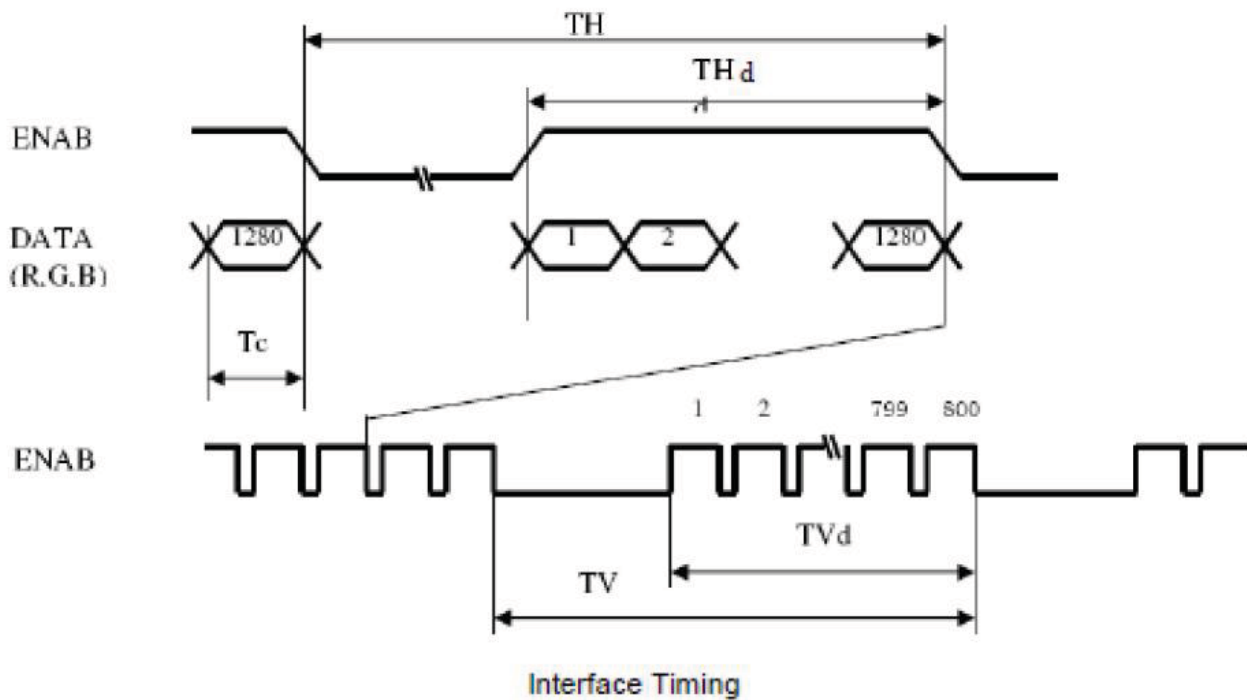 TH
THd
d
ENAB
DATA
(R.G.B)
1280
1
2
1280
Tc
1
2
799
800
ENAB
TVd
TV
Interface Timing